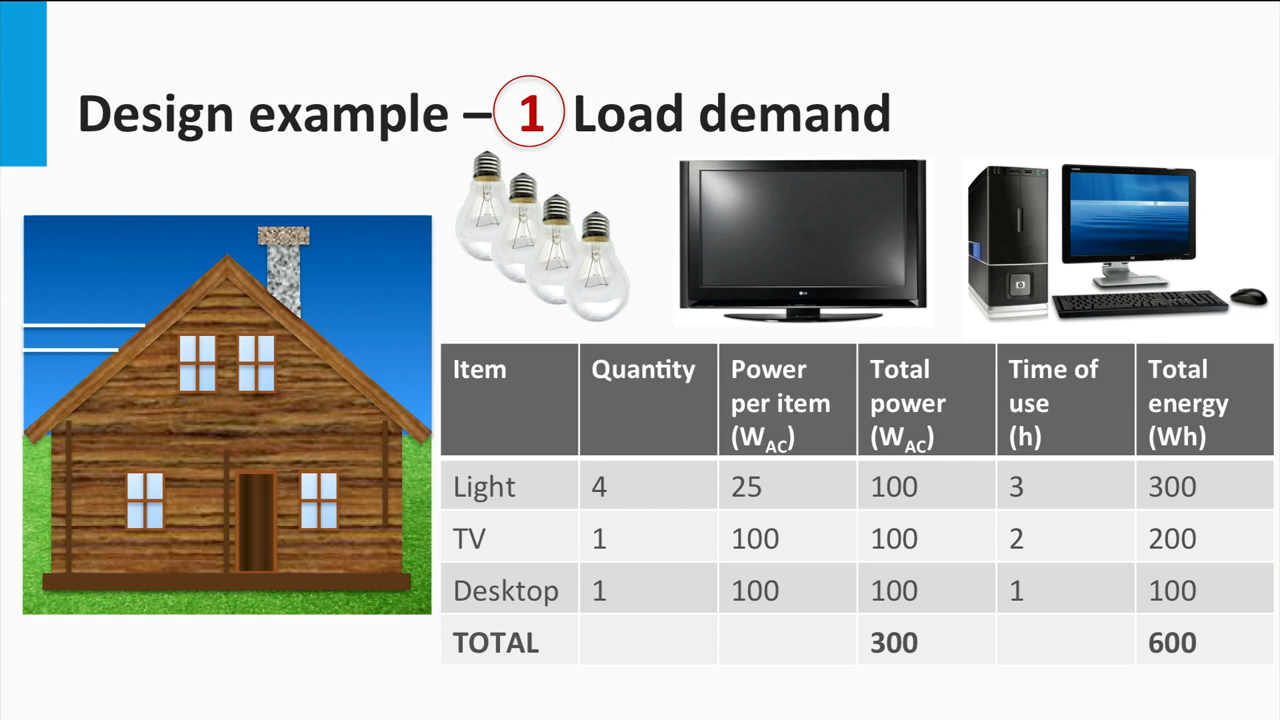 Design example – 1 Load demand
Item Quantity Power per item (W_AC) Total power (W_AC) Time of use (h) Total energy (Wh)
Light 4 25 100 3 300
TV 1 100 100 2 200
Desktop 1 100 100 1 100
TOTAL 300 600